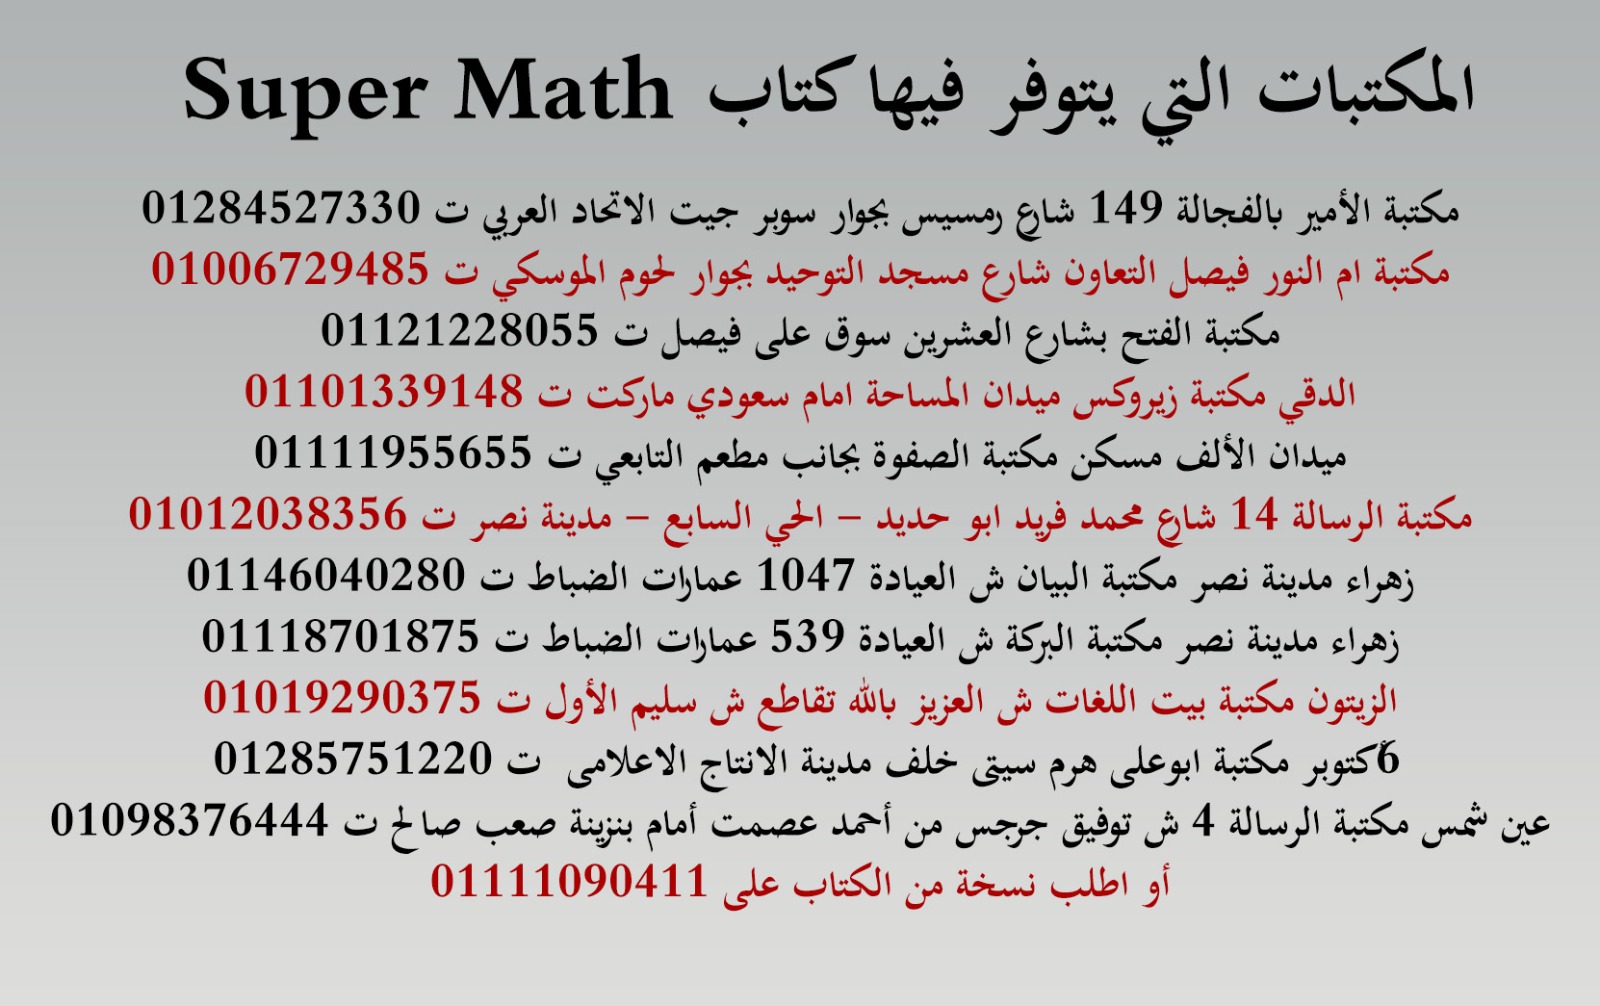 المكتبات التي يتوفر فيها كتاب Super Math
مكتبة الأمير بالفجالة 149 شارع رمسيس بجوار سوبر جيت الاتحاد العربي ت 01284527330
مكتبة ام النور فيصل التعاون شارع مسجد التوحيد بجوار لحوم الموسكي ت 01006729485
مكتبة الفتح بشارع العشرين سوق على فيصل ت 01121228055
الدقي مكتبة زيروكس ميدان المساحة امام سعودي ماركت ت 01101339148
ميدان الألف مسكن مكتبة الصفوة بجانب مطعم التابعي ت 01111955655
مكتبة الرسالة 14 شارع محمد فريد ابو حديد – الحي السابع – مدينة نصر ت 01012038356
زهراء مدينة نصر مكتبة البيان ش العيادة 1047 عمارات الضباط ت 01146040280
زهراء مدينة نصر مكتبة البركة ش العيادة 539 عمارات الضباط ت 01118701875
الزيتون مكتبة بيت اللغات ش العزيز بالله تقاطع ش سليم الأول ت 01019290375
6أكتوبر مكتبة ابوعلى هرم سيتى خلف مدينة الانتاج الاعلامى ت 01285751220
عين شمس مكتبة الرسالة 4 ش توفيق جرجس من أحمد عصمت أمام بنزينة صعب صالح ت 01098376444
أو اطلب نسخة من الكتاب على 01111090411